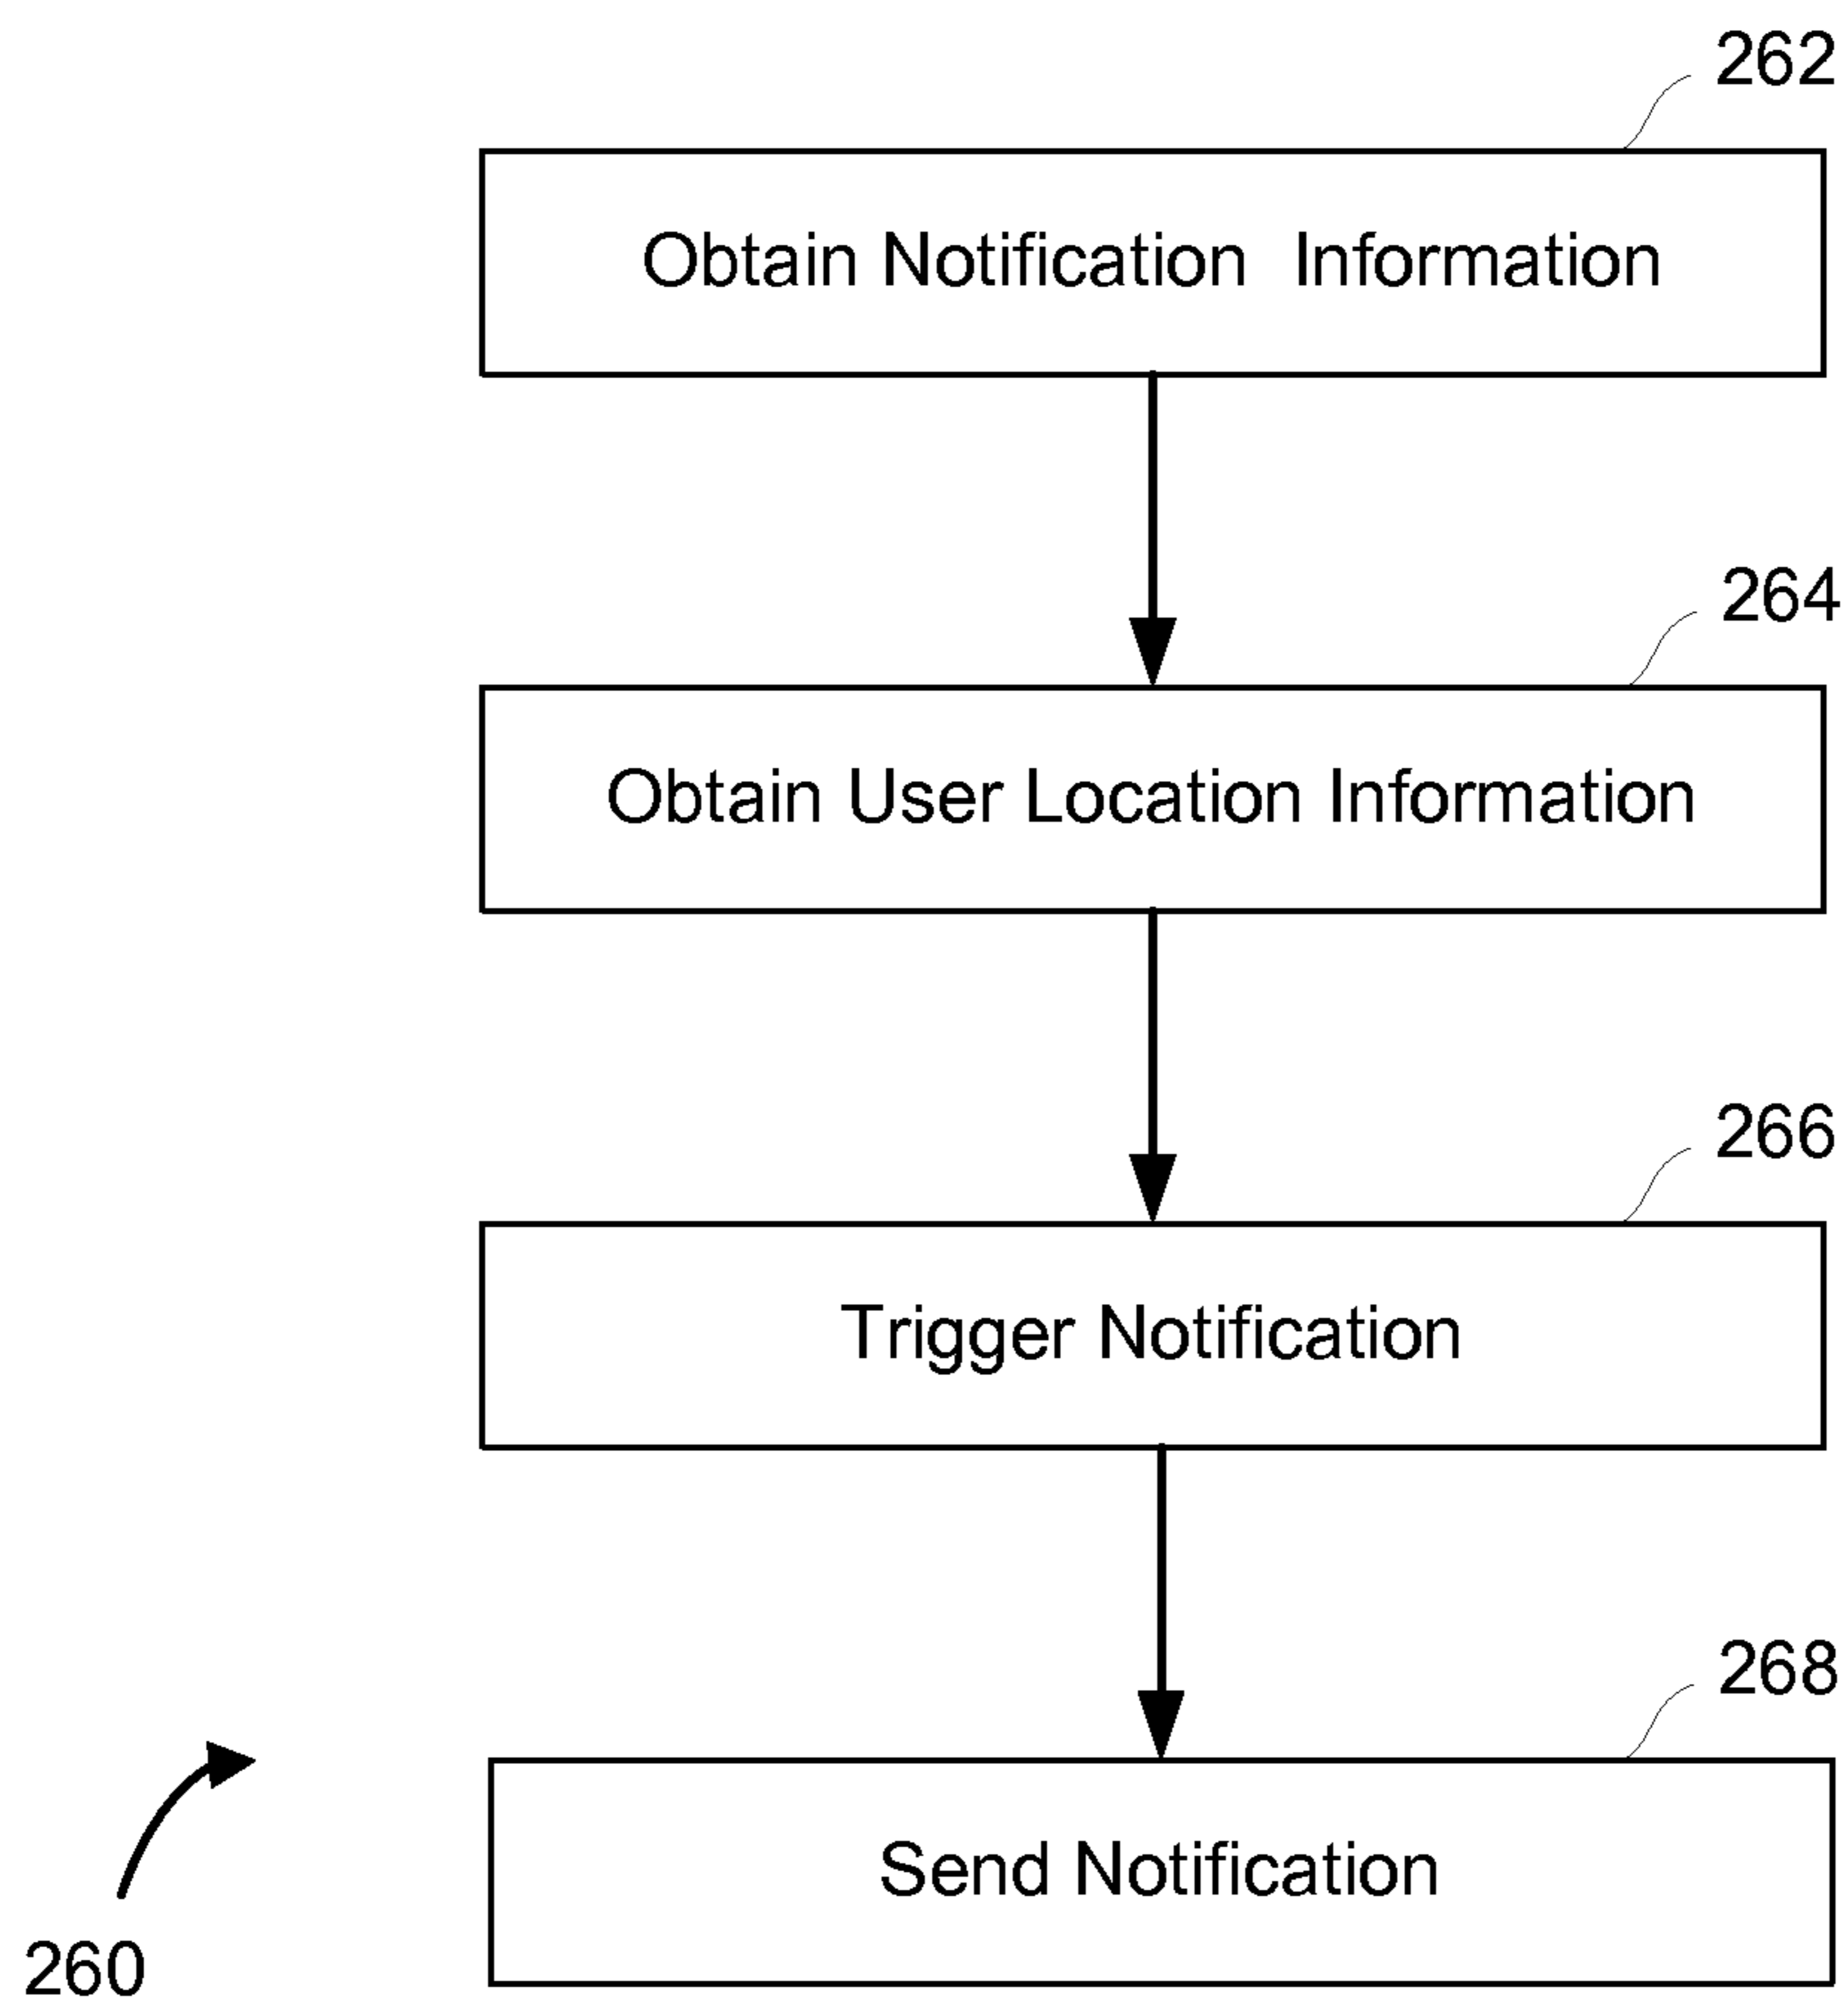 262
Obtain Notification Information
264
Obtain User Location Information
266
Trigger Notification
268
Send Notification
260